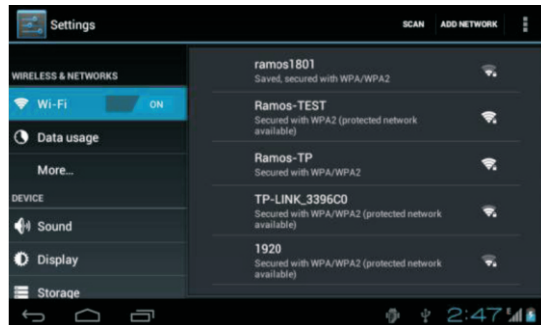 Settings
SCAN ADD NETWORK
WIRELESS & NETWORKS
Wi-Fi ON
Data usage
More...
DEVICE
Sound
Display
Storage
ramos1801
Saved, secured with WPA/WPA2
Ramos-TEST
Secured with WPA2 (protected network
available)
Ramos-TP
Secured with WPA/WPA2
TP-LINK_3396C0
Secured with WPA/WPA2 (protected network
available)
1920
Secured with WPA/WPA2 (protected network
available)
2:47